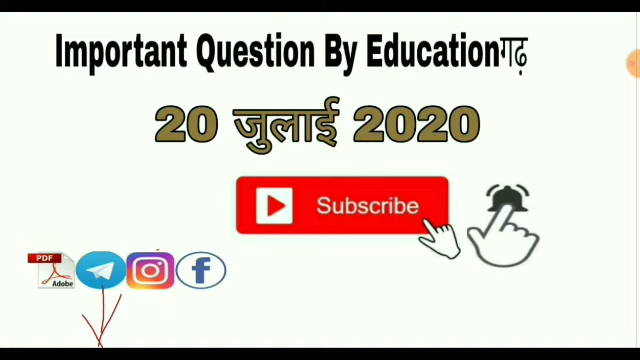 Important Question By Educationगढ़
20 जुलाई 2020
Subscribe
PDF
Adobe